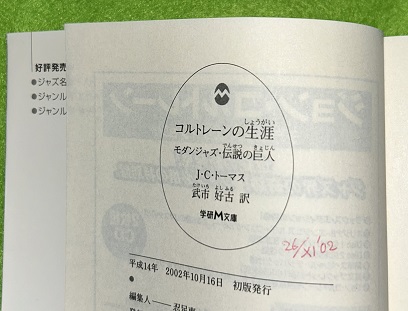 好評発売
●ジャズ名
●ジャンル
●ジャンル
コルトレーンの生涯
しょうがい
モダンジャズ・伝説の巨人
でんせつ きょじん
J・C・トーマス
武市 好古 訳
たけいち よしふる
学研M文庫
26/XI '02
平成14年 2002年10月16日 初版発行
編集人